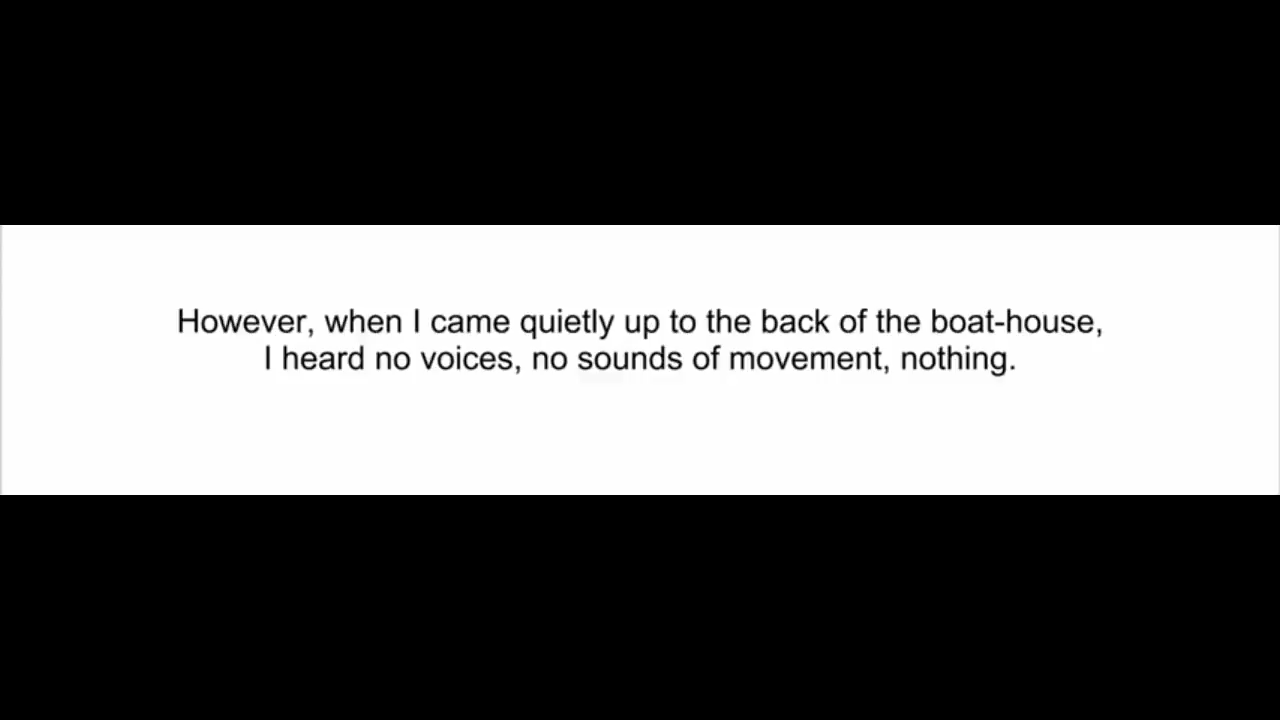 However, when I came quietly up to the back of the boat-house,
I heard no voices, no sounds of movement, nothing.